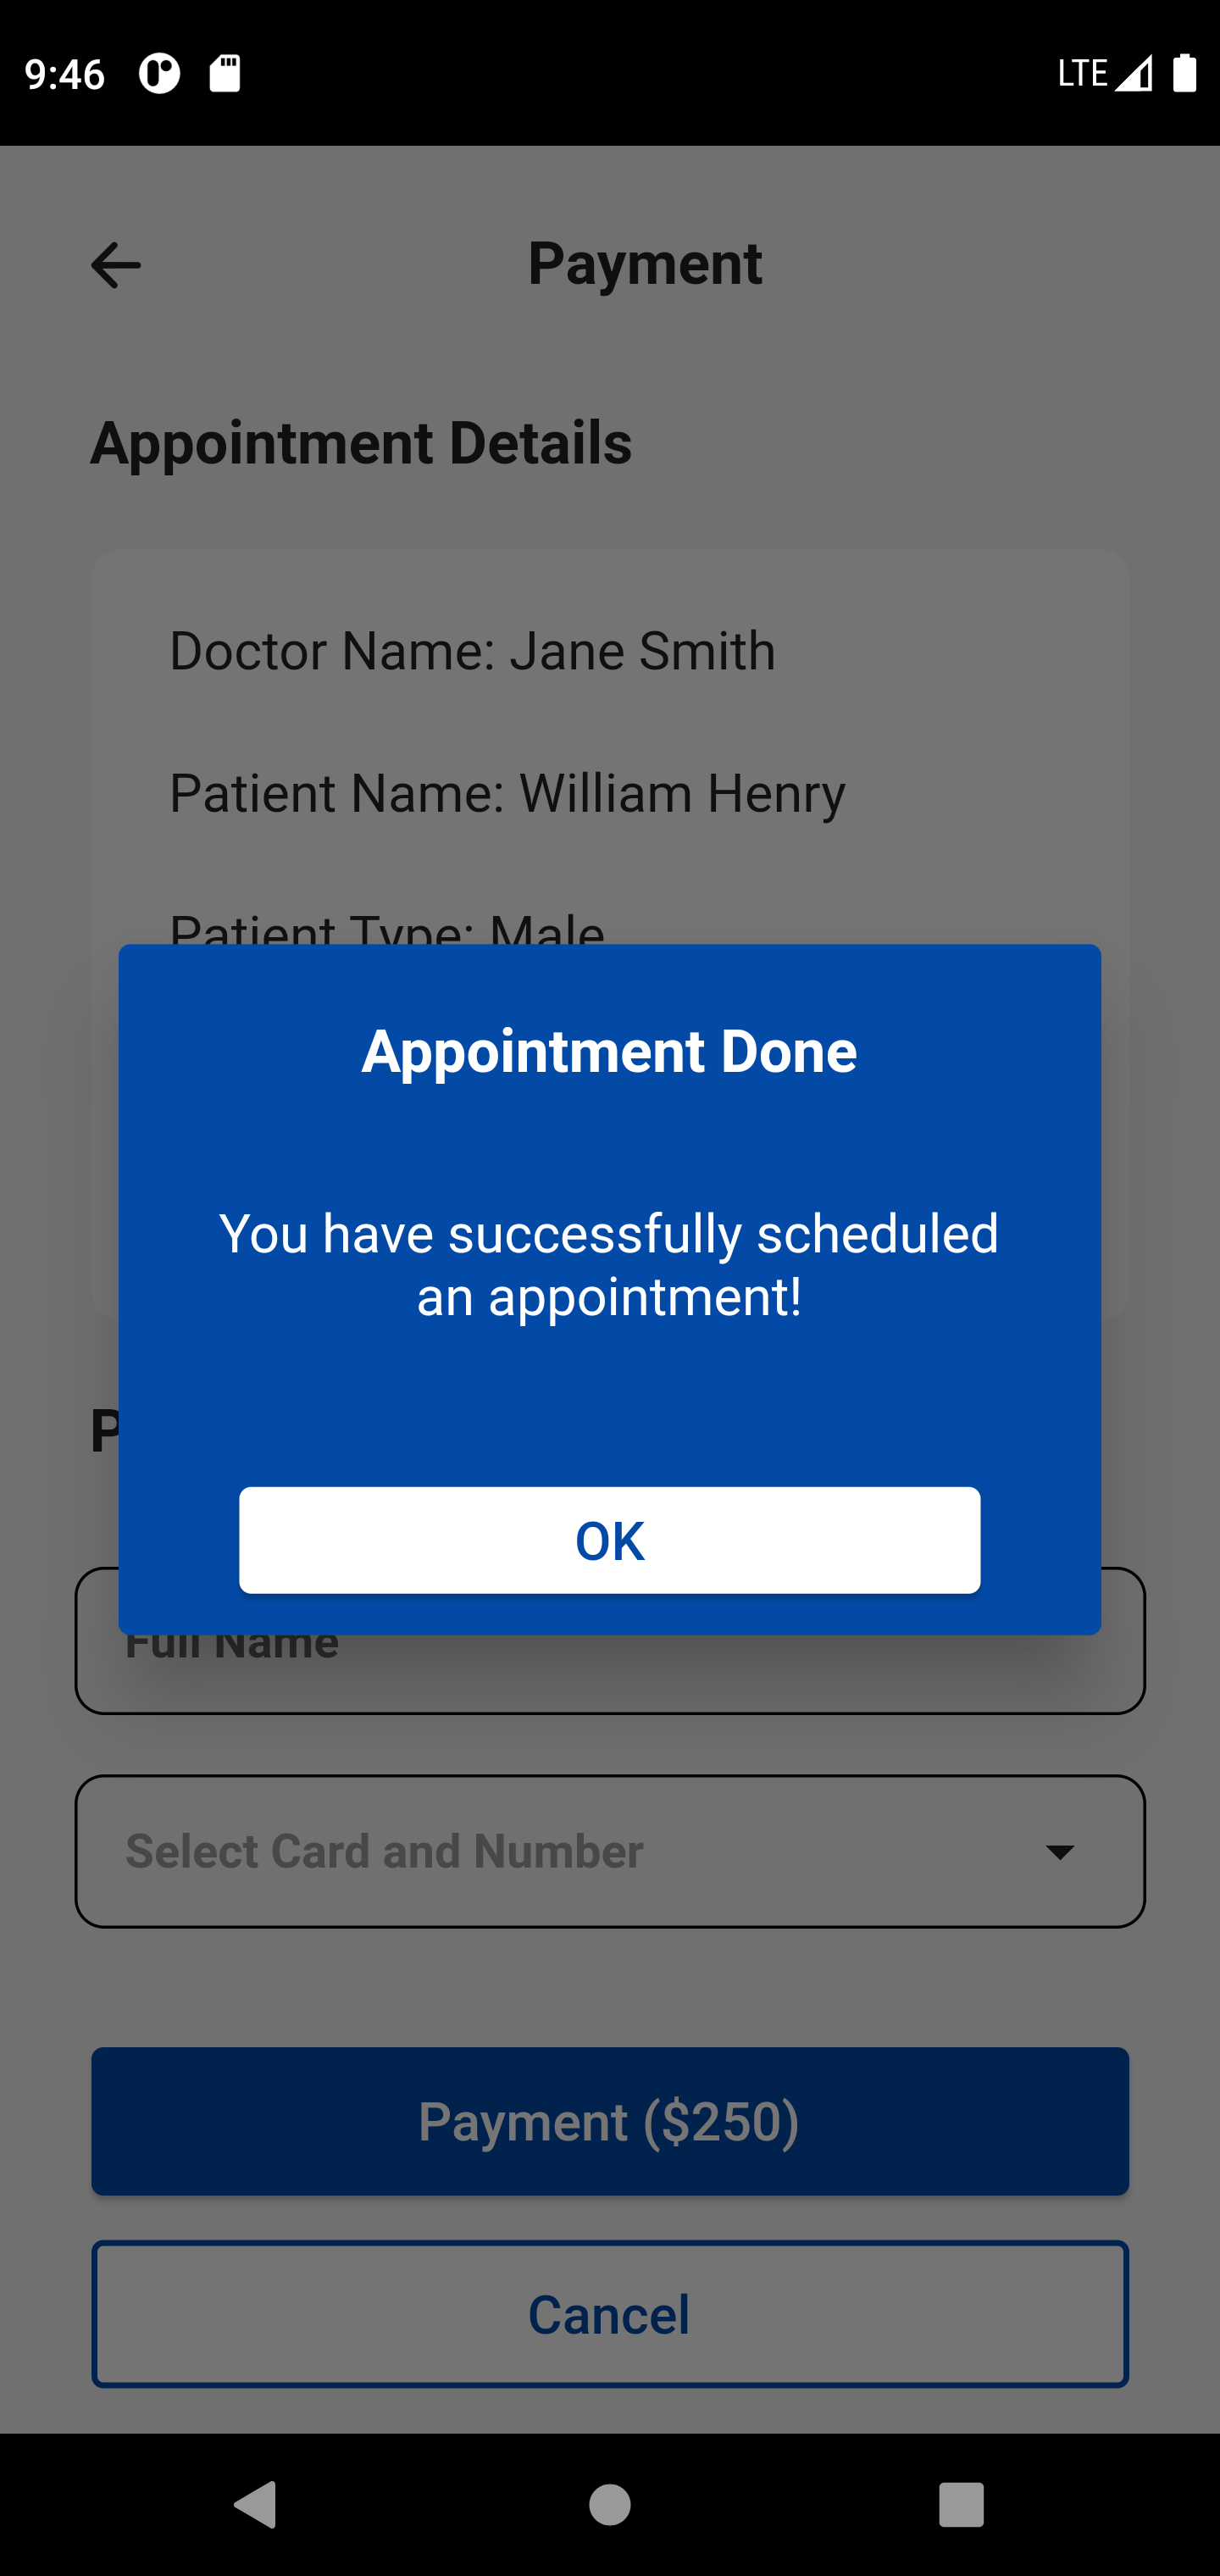 9:46
LTE
Payment
Appointment Details
Doctor Name: Jane Smith
Patient Name: William Henry
Patient Type: Male
Appointment Done
You have successfully scheduled
an appointment!
OK
Full Name
Select Card and Number
Payment ($250)
Cancel